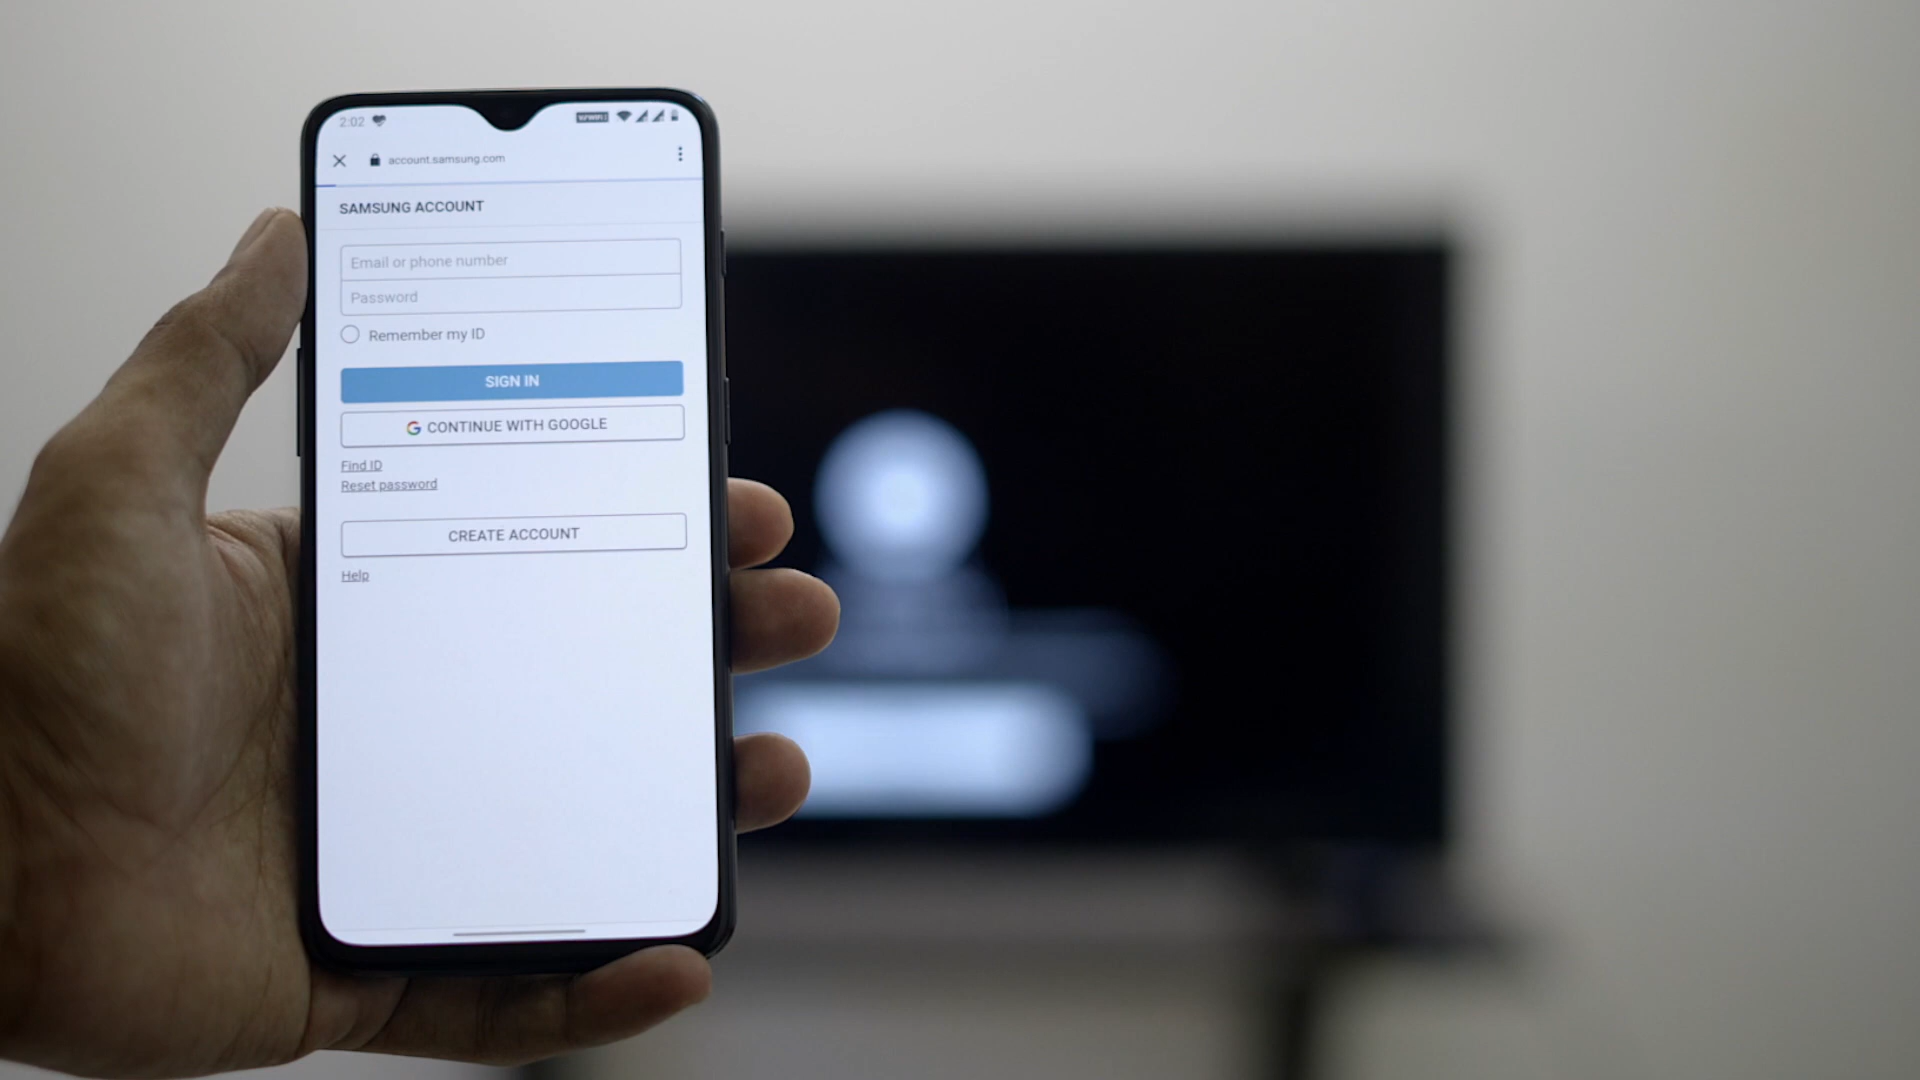 2:02
account.samsung.com
SAMSUNG ACCOUNT
Email or phone number
Password
Remember my ID
SIGN IN
CONTINUE WITH GOOGLE
Find ID
Reset password
CREATE ACCOUNT
Help